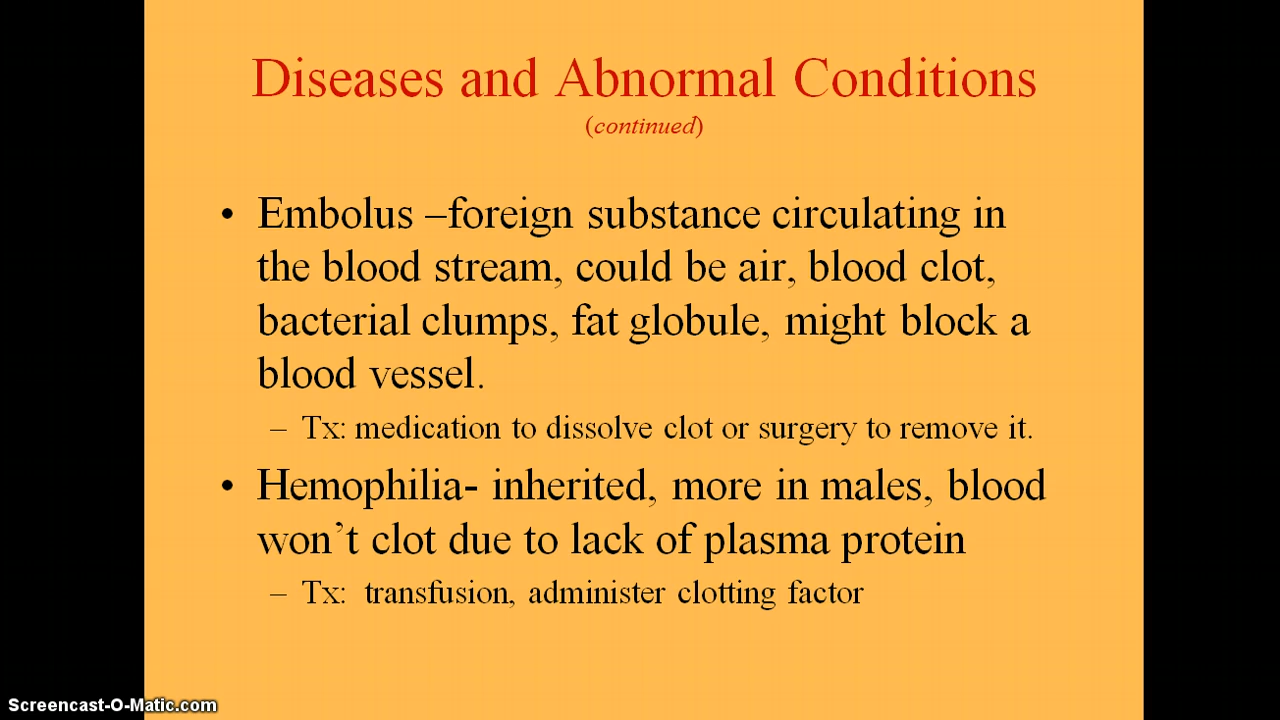 Diseases and Abnormal Conditions
(continued)
• Embolus –foreign substance circulating in
the blood stream, could be air, blood clot,
bacterial clumps, fat globule, might block a
blood vessel.
– Tx: medication to dissolve clot or surgery to remove it.
• Hemophilia- inherited, more in males, blood
won’t clot due to lack of plasma protein
– Tx:  transfusion, administer clotting factor
Screencast-O-Matic.com